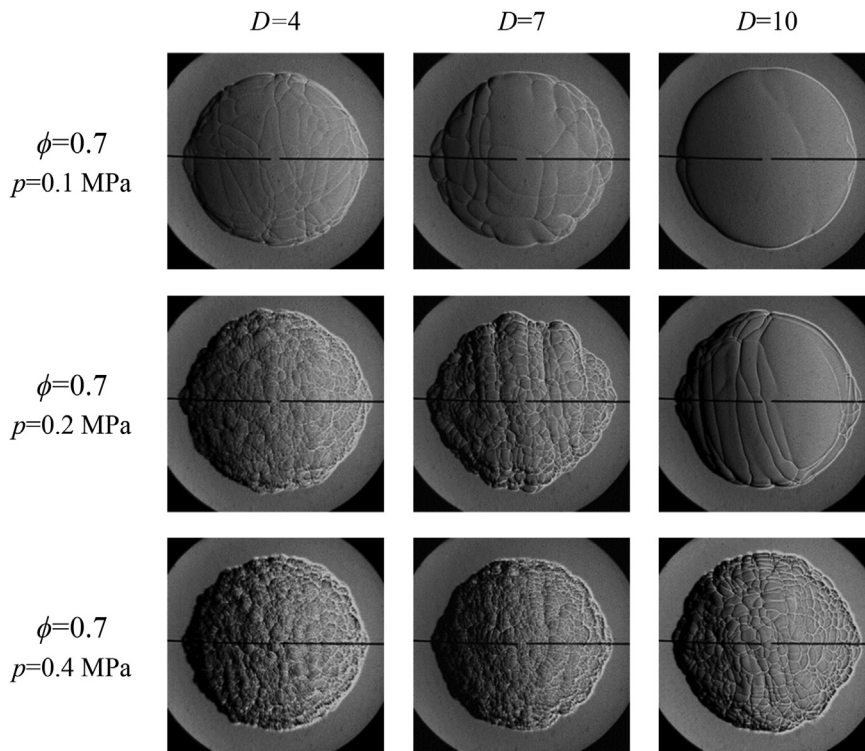 D=4
D=7
D=10
ϕ=0.7
p=0.1 MPa
ϕ=0.7
p=0.2 MPa
ϕ=0.7
p=0.4 MPa